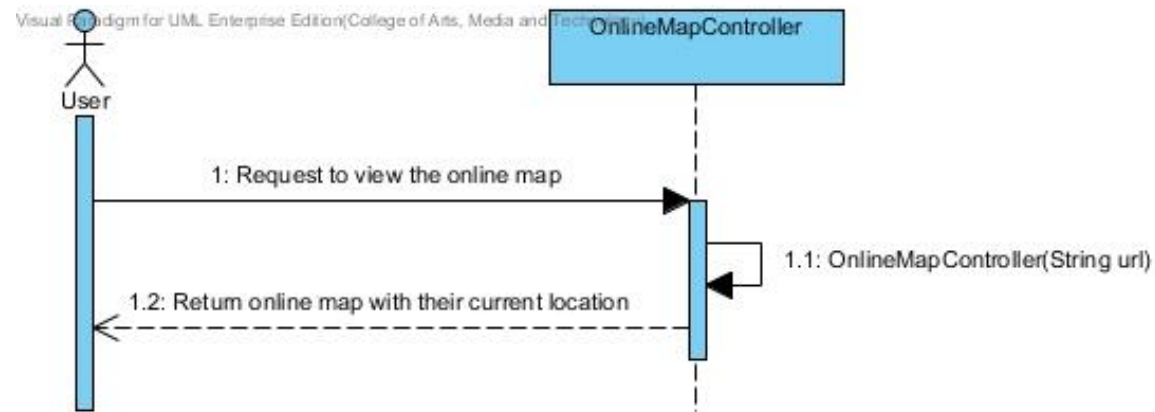 Visual Paradigm for UML Enterprise Edition(College of Arts, Media and
OnlineMapController
User
1: Request to view the online map
1.1: OnlineMapController(String url)
1.2: Return online map with their current location